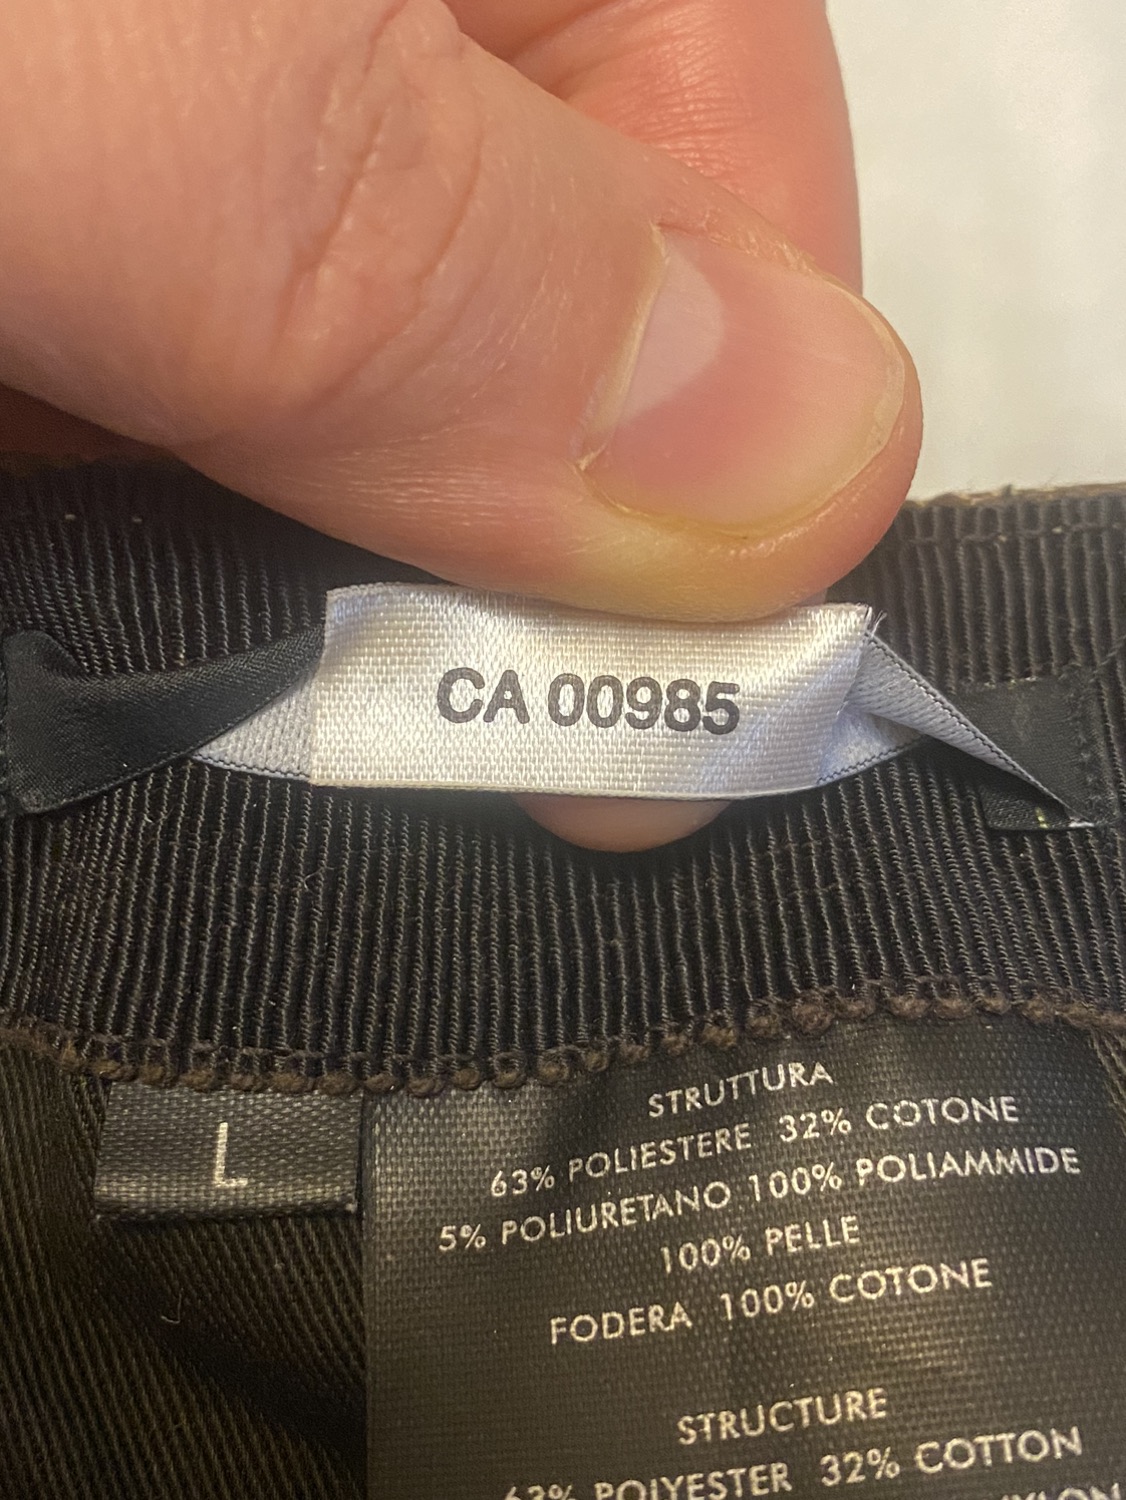 CA 00985
L
STRUTTURA
63% POLIESTERE 32% COTONE
5% POLIURETANO 100% POLIAMMIDE
100% PELLE
FODERA 100% COTONE
STRUCTURE
63% POLYESTER 32% COTTON
NYLON